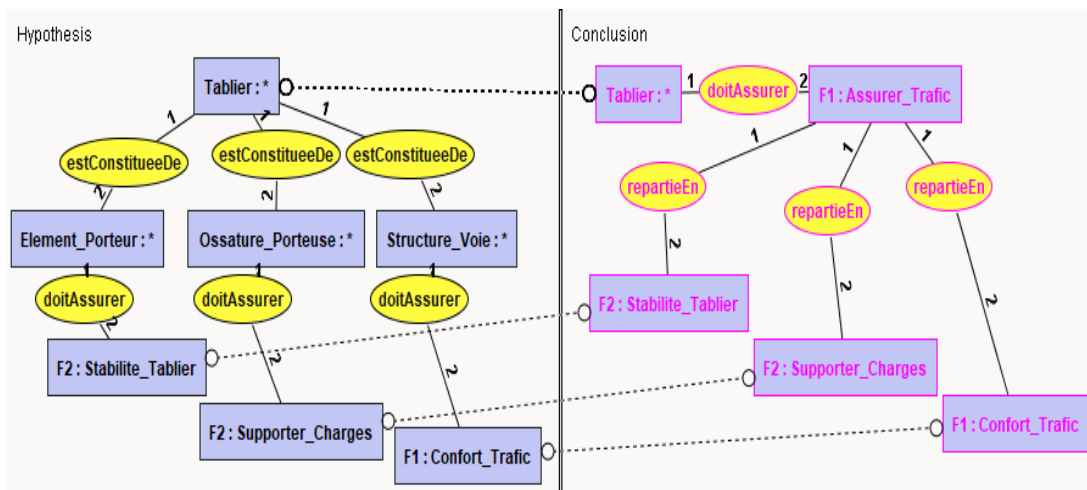 Hypothesis
Conclusion
Tablier : *
Tablier : *
1
doitAssurer
2
F1 : Assurer_Trafic
1
1
1
1
1
1
estConstitueeDe
estConstitueeDe
estConstitueeDe
repartieEn
repartieEn
repartieEn
2
2
2
Element_Porteur : *
Ossature_Porteuse : *
Structure_Voie : *
2
2
2
1
1
1
doitAssurer
doitAssurer
doitAssurer
2
2
2
F2 : Stabilite_Tablier
F2 : Stabilite_Tablier
F2 : Supporter_Charges
F2 : Supporter_Charges
F1 : Confort_Trafic
F1 : Confort_Trafic